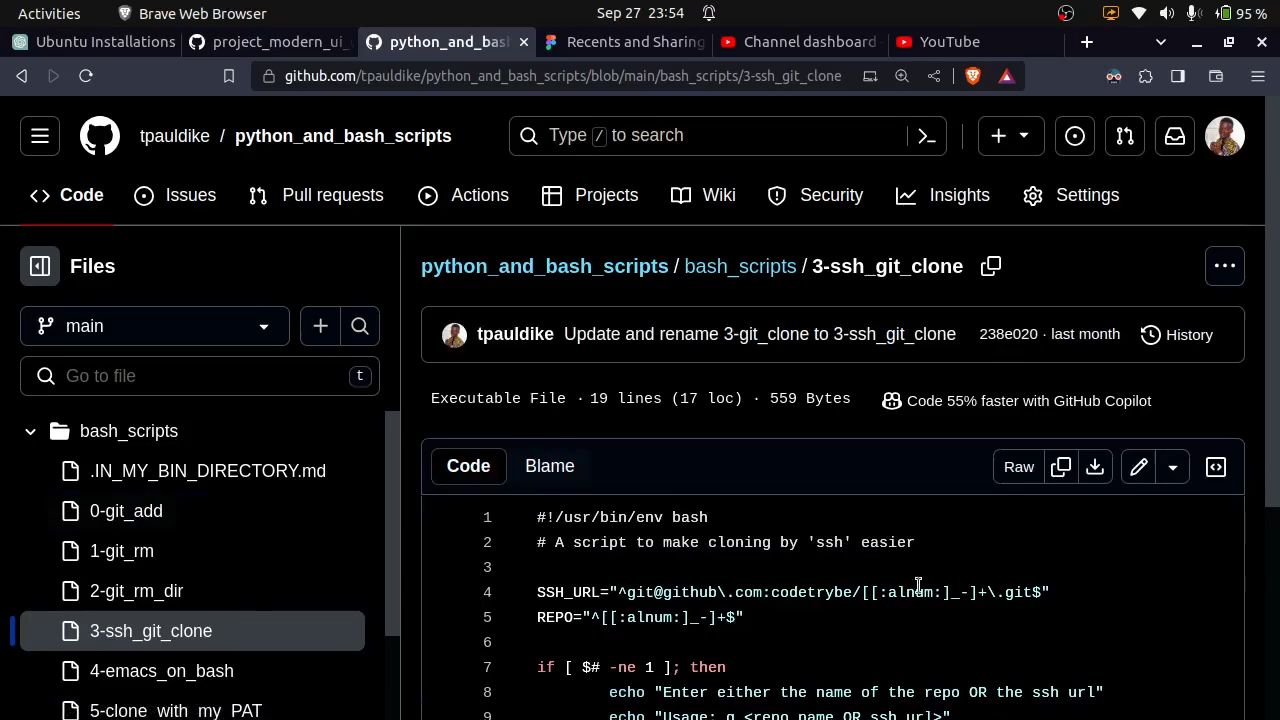 Activities Brave Web Browser Sep 27 23:54 95 %
Ubuntu Installations project_modern_ui_ python_and_bas Recents and Sharing Channel dashboard YouTube
github.com/tpauldike/python_and_bash_scripts/blob/main/bash_scripts/3-ssh_git_clone
tpauldike / python_and_bash_scripts Type / to search
Code Issues Pull requests Actions Projects Wiki Security Insights Settings
Files
main
Go to file t
bash_scripts
.IN_MY_BIN_DIRECTORY.md
0-git_add
1-git_rm
2-git_rm_dir
3-ssh_git_clone
4-emacs_on_bash
5-clone_with_my_PAT
python_and_bash_scripts / bash_scripts / 3-ssh_git_clone
tpauldike Update and rename 3-git_clone to 3-ssh_git_clone 238e020 · last month History
Executable File · 19 lines (17 loc) · 559 Bytes Code 55% faster with GitHub Copilot
Code Blame Raw
1 #!/usr/bin/env bash
2 # A script to make cloning by 'ssh' easier
3
4 SSH_URL="^git@github\.com:codetrybe/[[:alnum:]_-]+\.git$"
5 REPO="^[[:alnum:]_-]+$"
6
7 if [ $# -ne 1 ]; then
8 echo "Enter either the name of the repo OR the ssh url"
9 echo "Usage: g <repo name OR ssh url>"